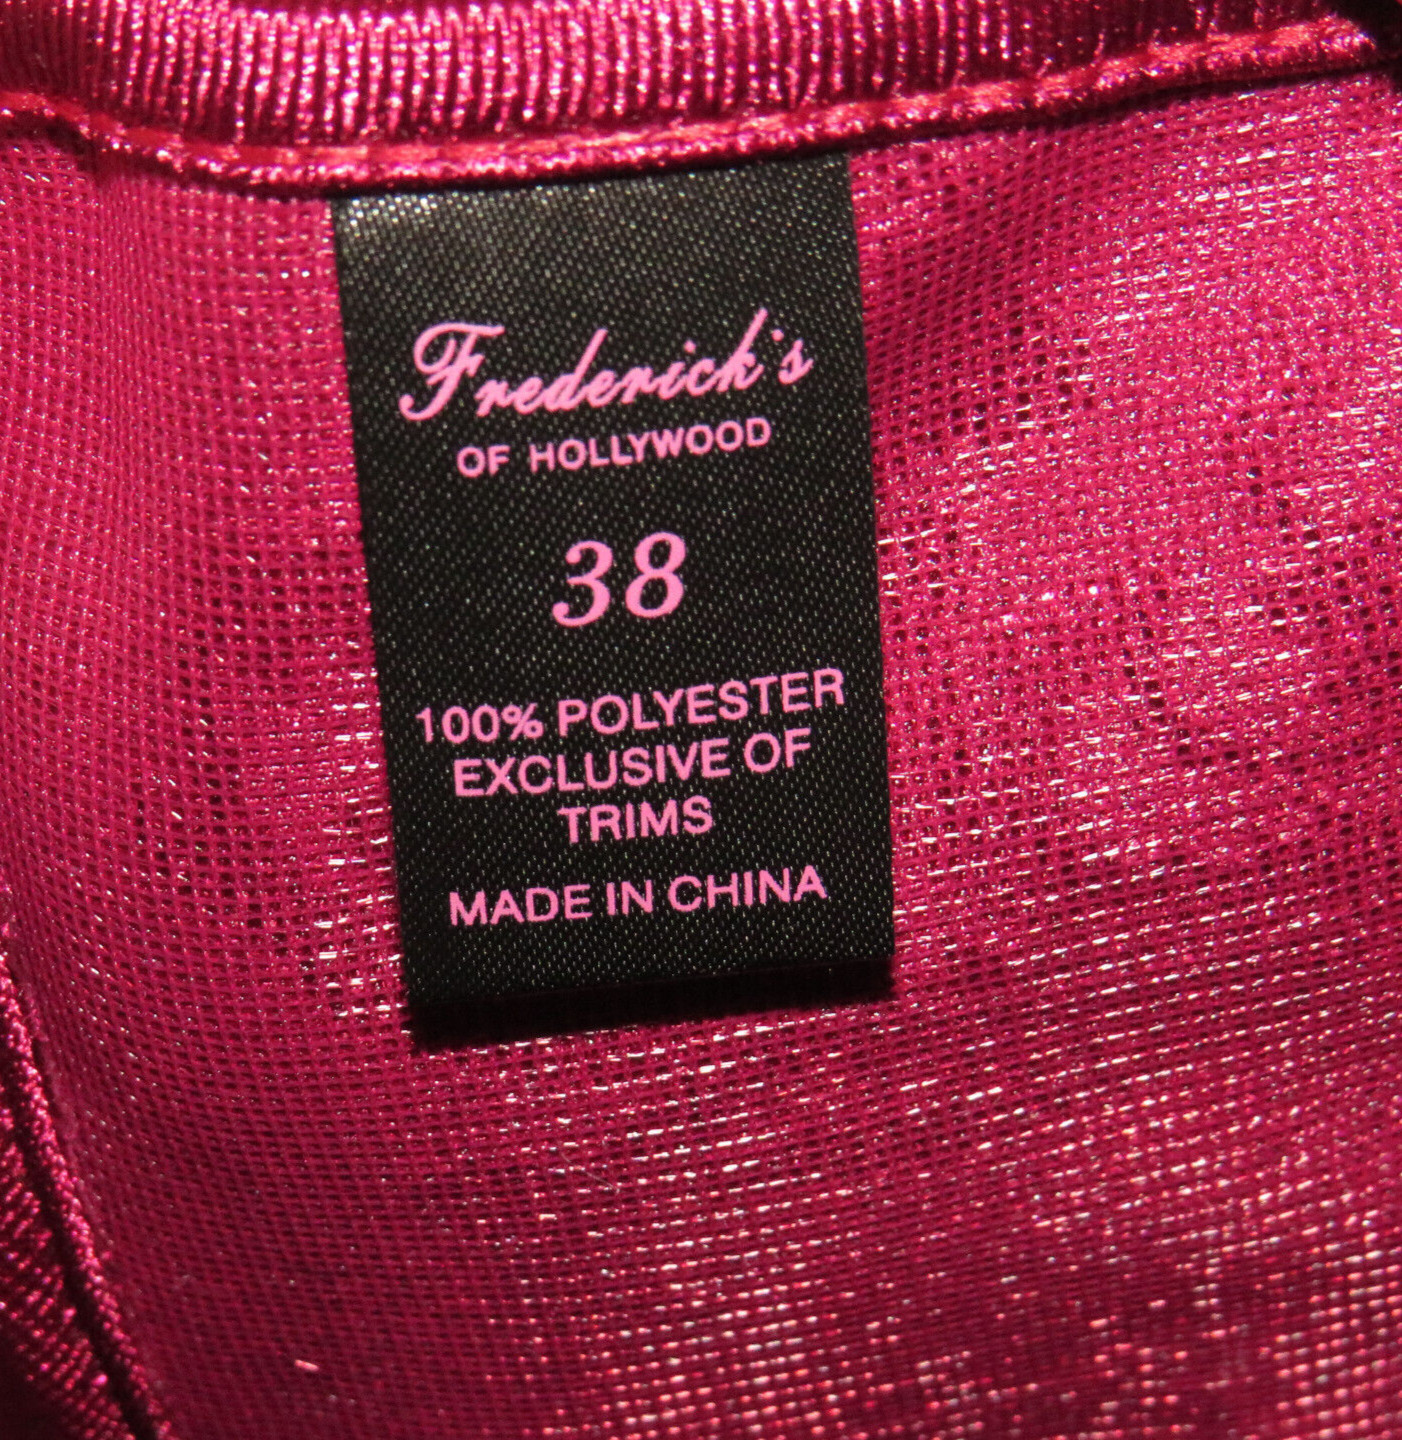 Frederick's
OF HOLLYWOOD
38
100% POLYESTER
EXCLUSIVE OF
TRIMS
MADE IN CHINA